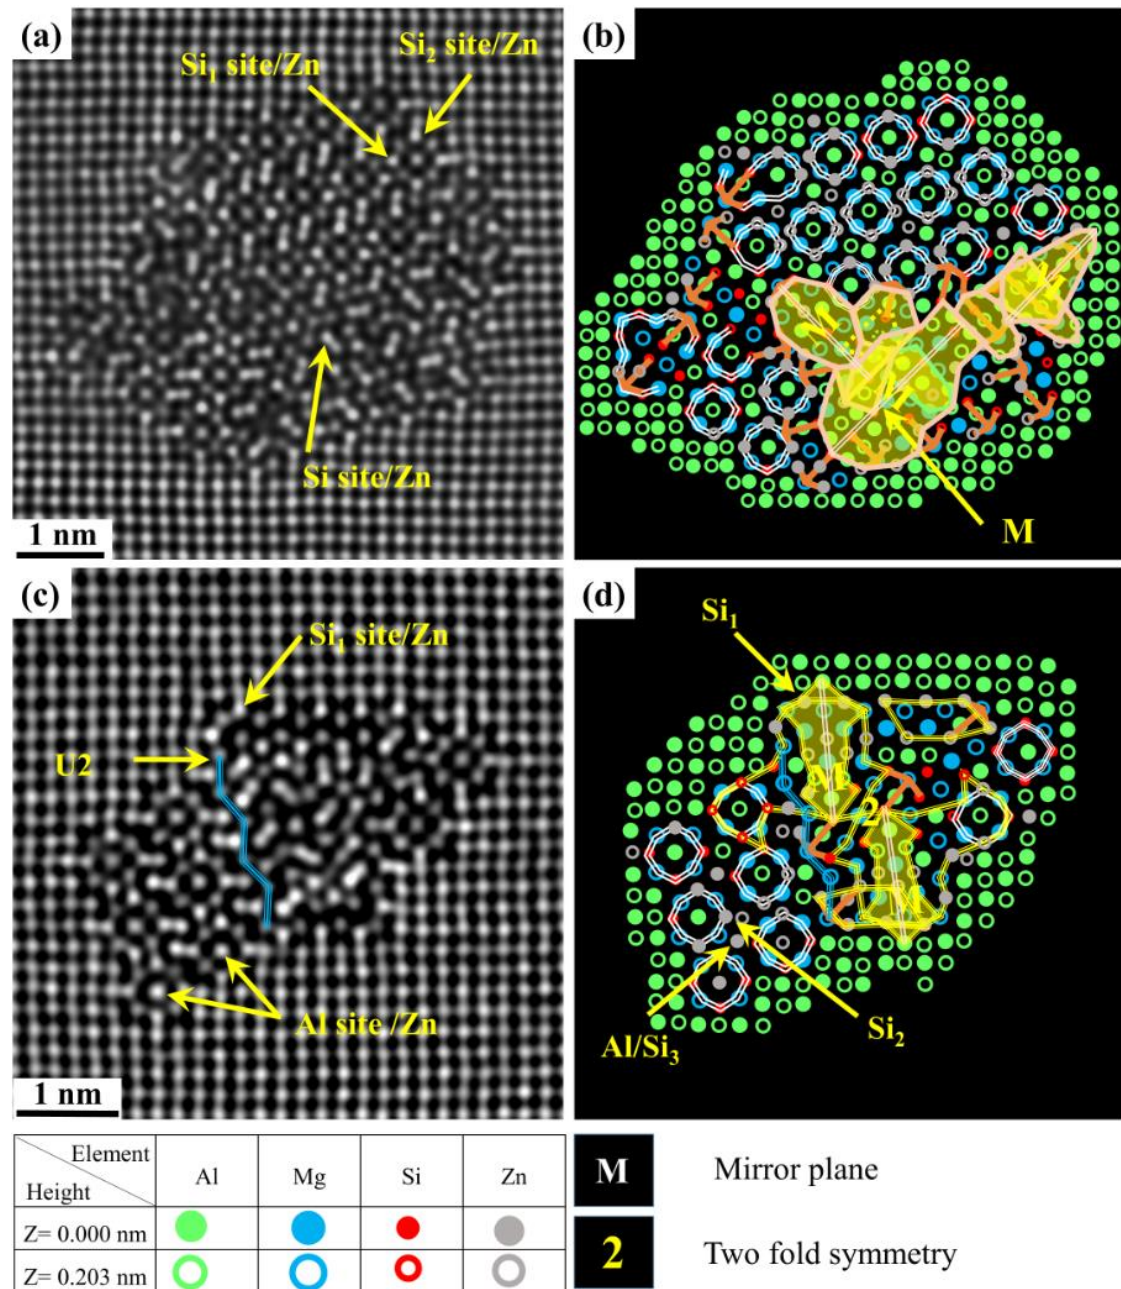 (a)
Si1 site/Zn
Si2 site/Zn
Si site/Zn
1 nm
(b)
M
(c)
Si1 site/Zn
U2
Al site /Zn
1 nm
(d)
Si1
M
2
M
Si2
Al/Si3
Element
Height
Al Mg Si Zn
Z= 0.000 nm
Z= 0.203 nm
M Mirror plane
2 Two fold symmetry